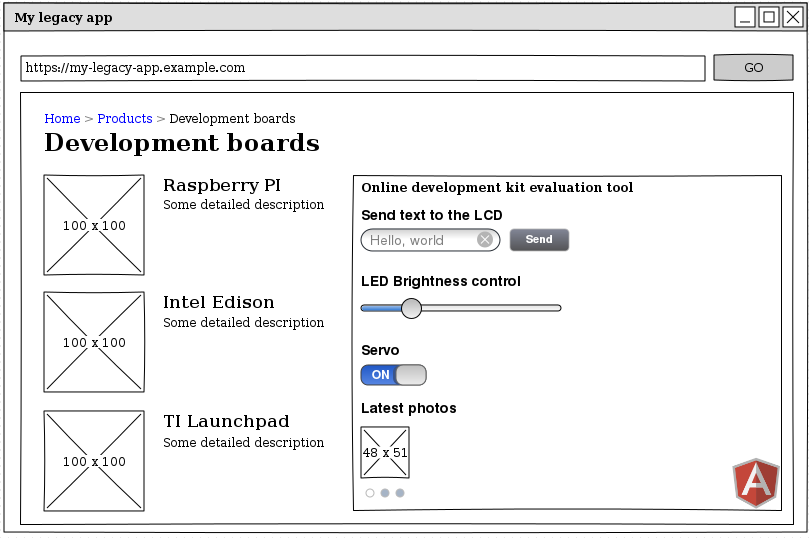 My legacy app
https://my-legacy-app.example.com
GO
Home > Products > Development boards
Development boards
100 x 100
Raspberry PI
Some detailed description
100 x 100
Intel Edison
Some detailed description
100 x 100
TI Launchpad
Some detailed description
Online development kit evaluation tool
Send text to the LCD
Hello, world
Send
LED Brightness control
Servo
ON
Latest photos
48 x 51
A